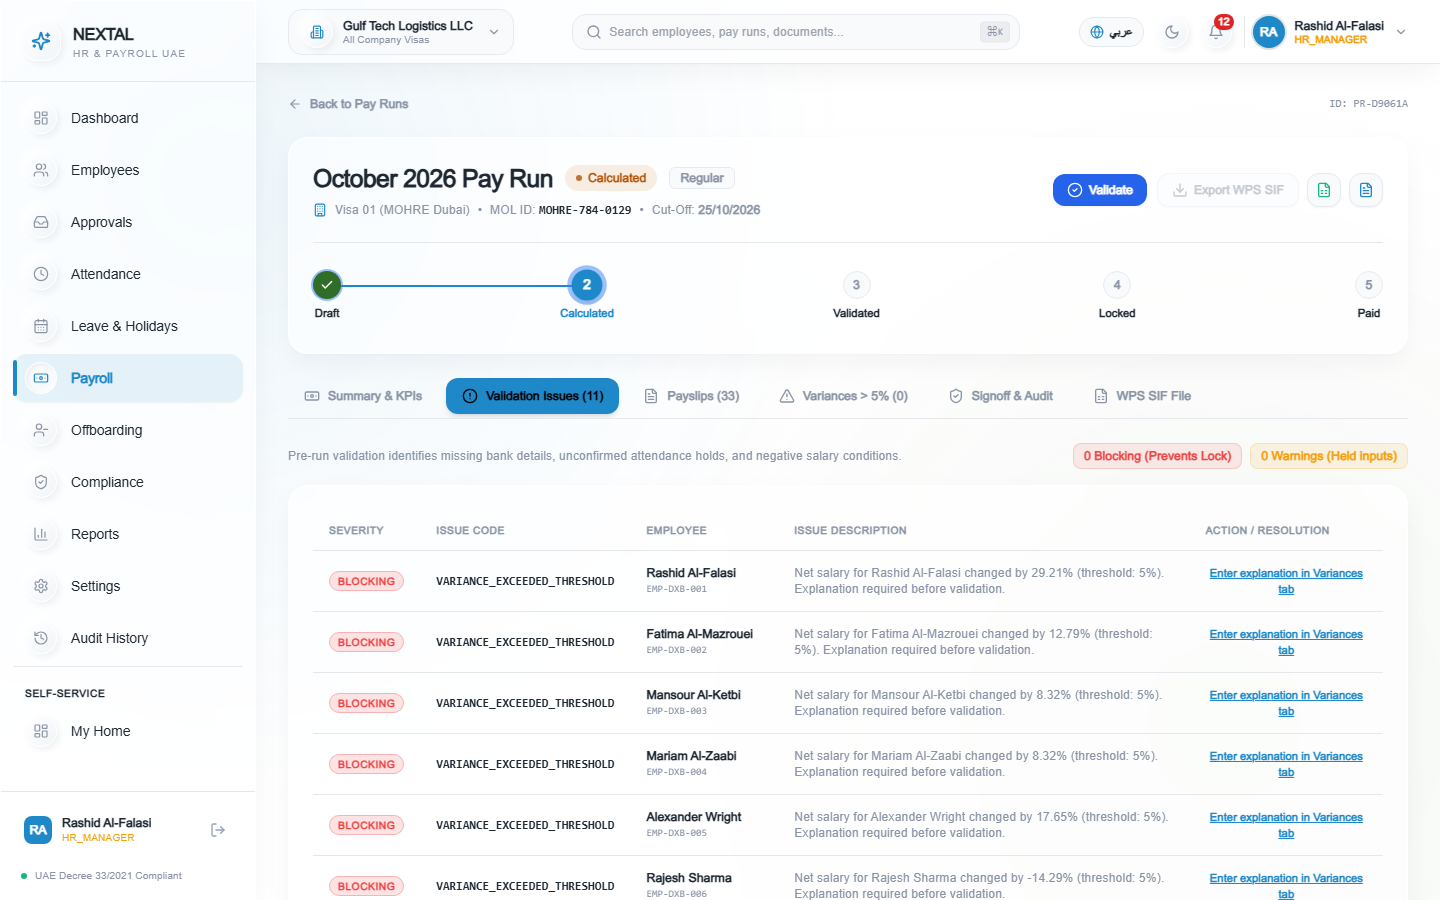 NEXTAL
HR & PAYROLL UAE
Gulf Tech Logistics LLC
All Company Visas
Search employees, pay runs, documents...
⌘K
عربي
12
RA
Rashid Al-Falasi
HR_MANAGER
Dashboard
Employees
Approvals
Attendance
Leave & Holidays
Payroll
Offboarding
Compliance
Reports
Settings
Audit History
SELF-SERVICE
My Home
RA
Rashid Al-Falasi
HR_MANAGER
UAE Decree 33/2021 Compliant
Back to Pay Runs
ID: PR-D9061A
October 2026 Pay Run
Calculated
Regular
Visa 01 (MOHRE Dubai) • MOL ID: MOHRE-784-0129 • Cut-Off: 25/10/2026
Validate
Export WPS SIF
2
3
4
5
Draft
Calculated
Validated
Locked
Paid
Summary & KPIs
Validation Issues (11)
Payslips (33)
Variances > 5% (0)
Signoff & Audit
WPS SIF File
Pre-run validation identifies missing bank details, unconfirmed attendance holds, and negative salary conditions.
0 Blocking (Prevents Lock)
0 Warnings (Held Inputs)
SEVERITY ISSUE CODE EMPLOYEE ISSUE DESCRIPTION ACTION / RESOLUTION
BLOCKING
VARIANCE_EXCEEDED_THRESHOLD
Rashid Al-Falasi
EMP-DXB-001
Net salary for Rashid Al-Falasi changed by 29.21% (threshold: 5%).
Explanation required before validation.
Enter explanation in Variances
tab
BLOCKING
VARIANCE_EXCEEDED_THRESHOLD
Fatima Al-Mazrouei
EMP-DXB-002
Net salary for Fatima Al-Mazrouei changed by 12.79% (threshold:
5%). Explanation required before validation.
Enter explanation in Variances
tab
BLOCKING
VARIANCE_EXCEEDED_THRESHOLD
Mansour Al-Ketbi
EMP-DXB-003
Net salary for Mansour Al-Ketbi changed by 8.32% (threshold: 5%).
Explanation required before validation.
Enter explanation in Variances
tab
BLOCKING
VARIANCE_EXCEEDED_THRESHOLD
Mariam Al-Zaabi
EMP-DXB-004
Net salary for Mariam Al-Zaabi changed by 8.32% (threshold: 5%).
Explanation required before validation.
Enter explanation in Variances
tab
BLOCKING
VARIANCE_EXCEEDED_THRESHOLD
Alexander Wright
EMP-DXB-005
Net salary for Alexander Wright changed by 17.65% (threshold: 5%).
Explanation required before validation.
Enter explanation in Variances
tab
BLOCKING
VARIANCE_EXCEEDED_THRESHOLD
Rajesh Sharma
EMP-DXB-006
Net salary for Rajesh Sharma changed by -14.29% (threshold: 5%).
Explanation required before validation.
Enter explanation in Variances
tab